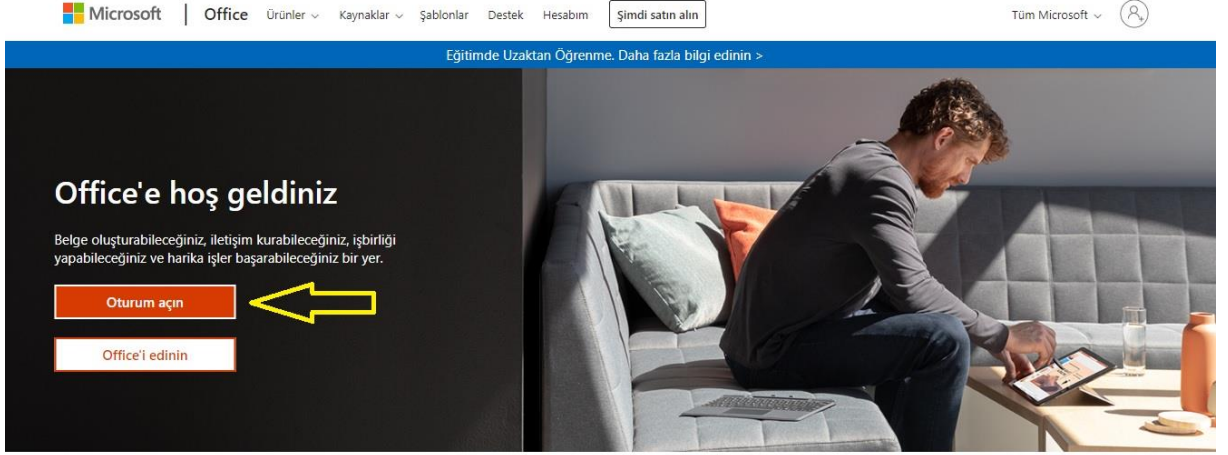 Microsoft | Office Ürünler Kaynaklar Şablonlar Destek Hesabım Şimdi satın alın Tüm Microsoft
Eğitimde Uzaktan Öğrenme. Daha fazla bilgi edinin >
Office'e hoş geldiniz
Belge oluşturabileceğiniz, iletişim kurabileceğiniz, işbirliği
yapabileceğiniz ve harika işler başarabileceğiniz bir yer.
Oturum açın
Office'i edinin